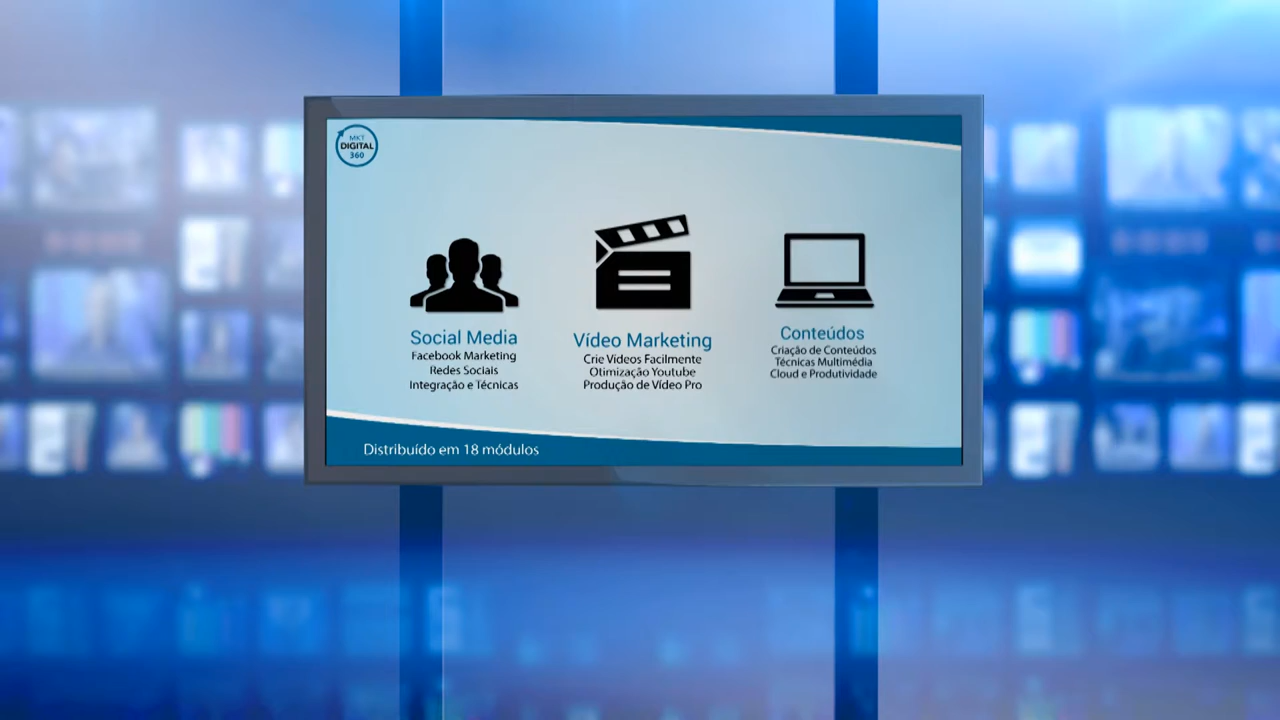 MKT
DIGITAL
360
Social Media
Facebook Marketing
Redes Sociais
Integração e Técnicas
Vídeo Marketing
Crie Vídeos Facilmente
Otimização Youtube
Produção de Vídeo Pro
Conteúdos
Criação de Conteúdos
Técnicas Multimédia
Cloud e Produtividade
Distribuído em 18 módulos